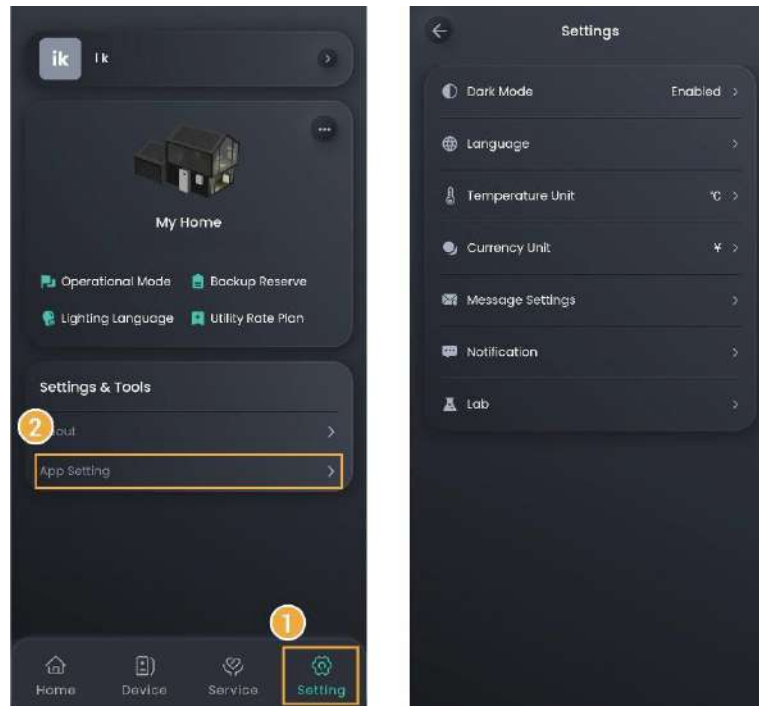 ik
I k
My Home
Operational Mode
Backup Reserve
Lighting Language
Utility Rate Plan
Settings & Tools
2
out
App Setting
1
Home
Device
Service
Setting
Settings
Dark Mode
Enabled
Language
Temperature Unit
℃
Currency Unit
¥
Message Settings
Notification
Lab